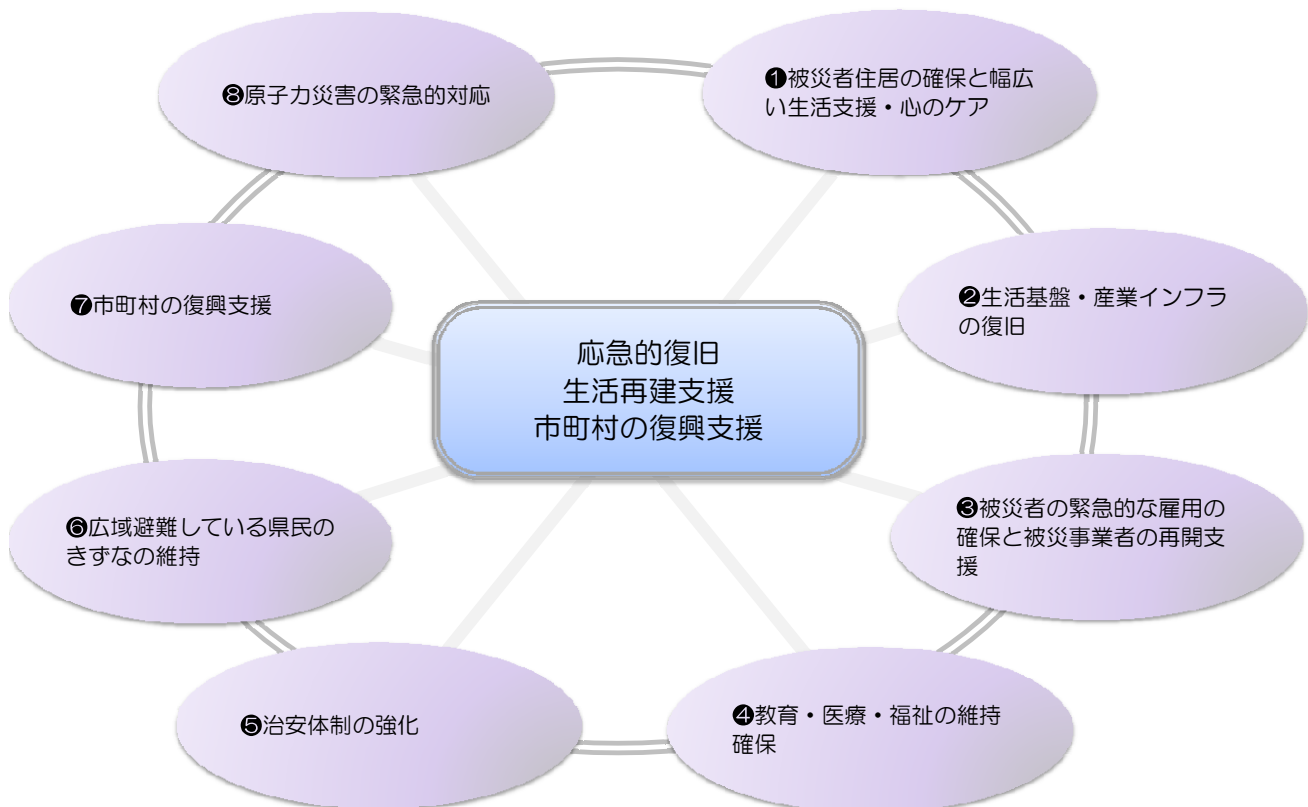 ❶被災者住居の確保と幅広
い生活支援・心のケア
❷生活基盤・産業インフラ
の復旧
❸被災者の緊急的な雇用の
確保と被災事業者の再開支
援
❹教育・医療・福祉の維持
確保
❺治安体制の強化
❻広域避難している県民の
きずなの維持
❼市町村の復興支援
❽原子力災害の緊急的対応
応急的復旧
生活再建支援
市町村の復興支援